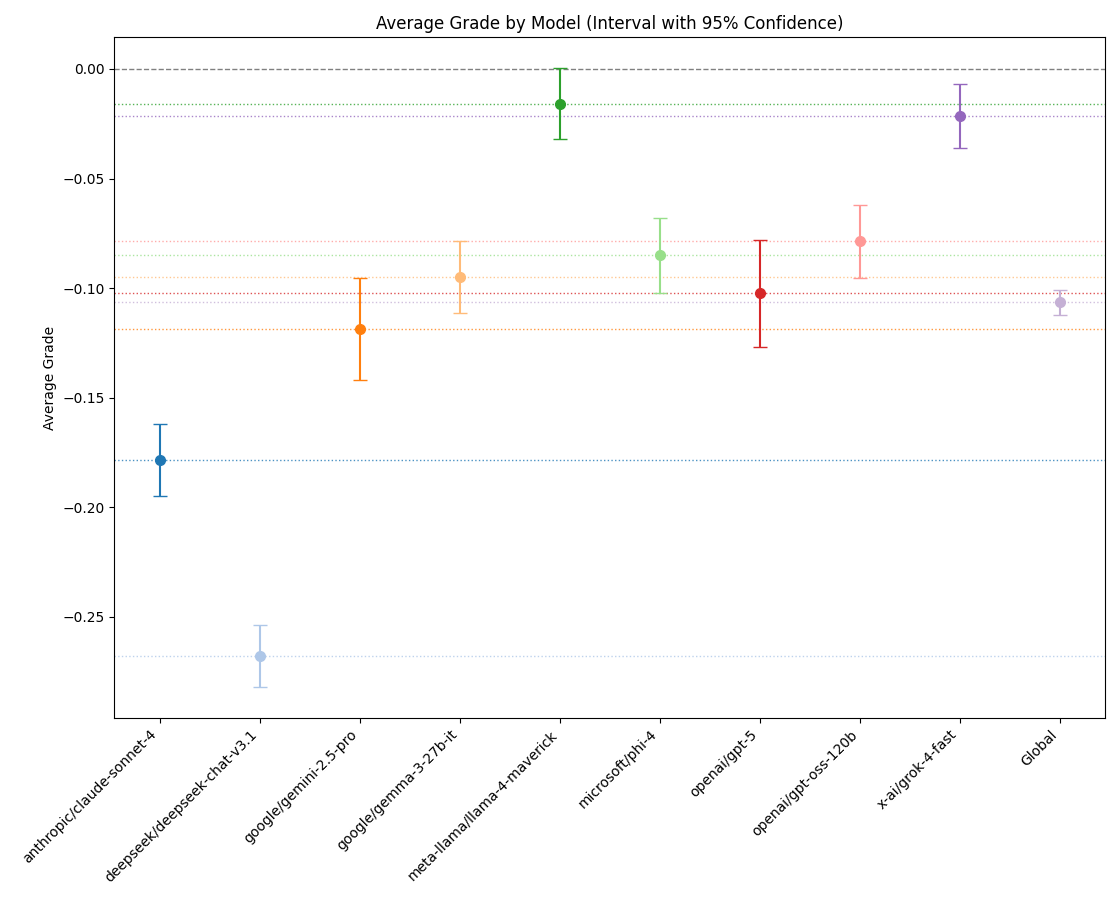 Average Grade by Model (Interval with 95% Confidence)
Average Grade
0.00
−0.05
−0.10
−0.15
−0.20
−0.25
anthropic/claude-sonnet-4
deepseek/deepseek-chat-v3.1
google/gemini-2.5-pro
google/gemma-3-27b-it
meta-llama/llama-4-maverick
microsoft/phi-4
openai/gpt-5
openai/gpt-oss-120b
x-ai/grok-4-fast
Global